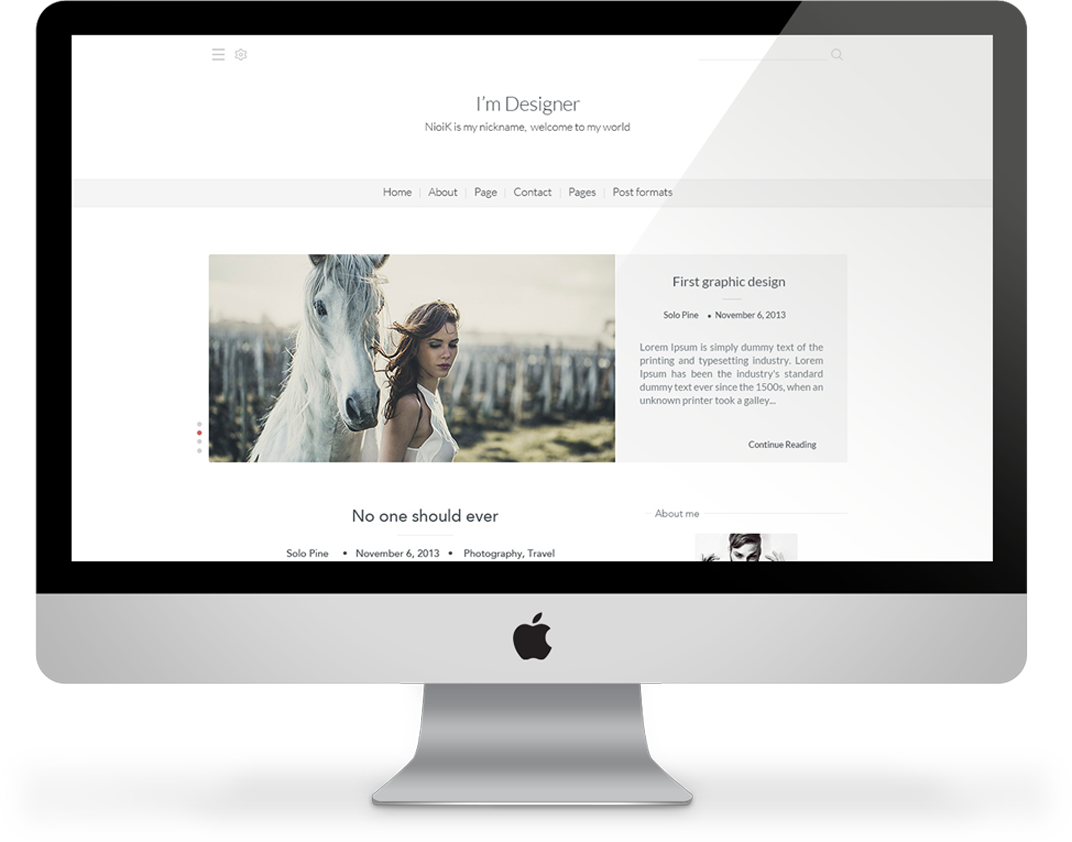 I'm Designer
NioiK is my nickname, welcome to my world
Home | About | Page | Contact | Pages | Post formats
First graphic design
Solo Pine • November 6, 2013
Lorem Ipsum is simply dummy text of the
printing and typesetting industry. Lorem
Ipsum has been the industry's standard
dummy text ever since the 1500s, when an
unknown printer took a galley...
Continue Reading
No one should ever
Solo Pine • November 6, 2013 • Photography, Travel
About me